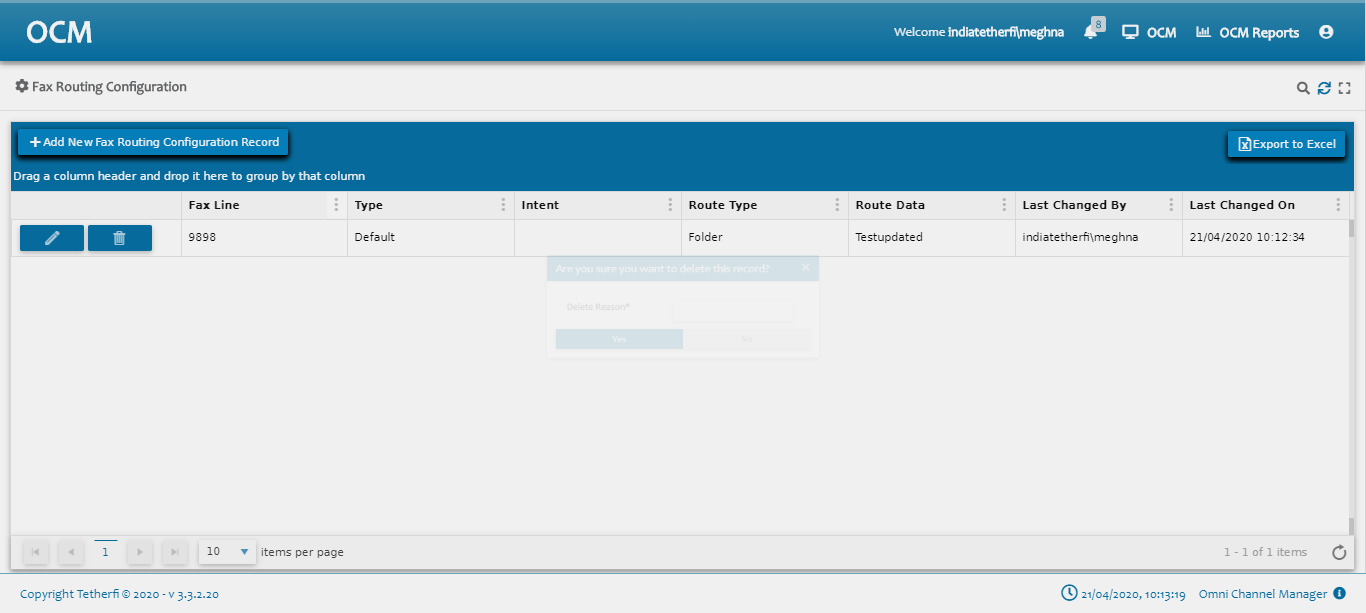 OCM
Welcome indiatetherfi\meghna
8
OCM
OCM Reports
Fax Routing Configuration
Add New Fax Routing Configuration Record
Export to Excel
Drag a column header and drop it here to group by that column
Fax Line Type Intent Route Type Route Data Last Changed By Last Changed On
9898 Default Folder Testupdated indiatetherfi\meghna 21/04/2020 10:12:34
Are you sure you want to delete this record?
Delete Reason*
Yes No
1 10 items per page 1 - 1 of 1 items
Copyright Tetherfi © 2020 - v 3.3.2.20
21/04/2020, 10:13:19 Omni Channel Manager